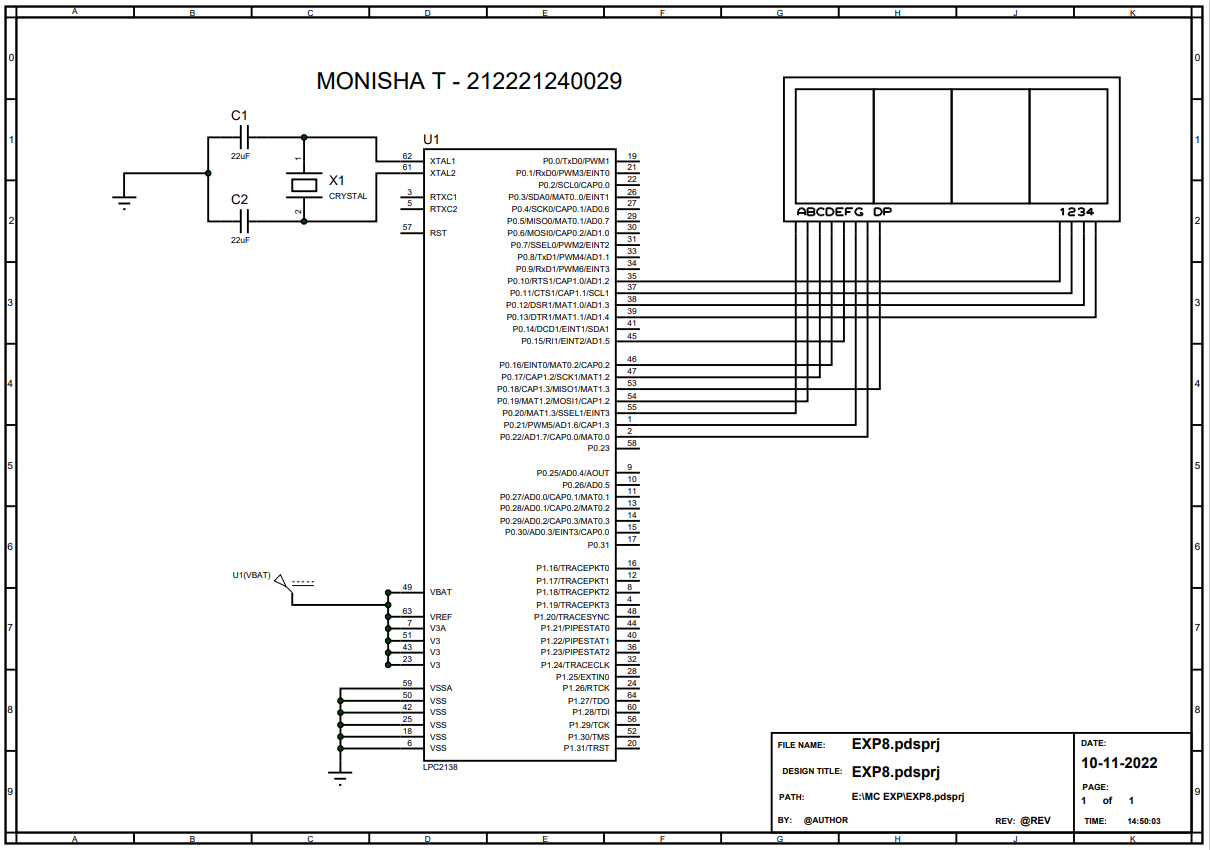 A B C D E F G H J K
MONISHA T - 212221240029
0 0
1 1
2 2
3 3
4 4
5 5
6 6
7 7
8 8
9 9
C1
22uF
C2
22uF
1
X1
CRYSTAL
2
U1
62 XTAL1
61 XTAL2
3 RTXC1
5 RTXC2
57 RST
U1(VBAT)
49 VBAT
63 VREF
7 V3A
51 V3
43 V3
23 V3
59 VSSA
50 VSS
42 VSS
25 VSS
18 VSS
6 VSS
P0.0/TxD0/PWM1 19
P0.1/RxD0/PWM3/EINT0 21
P0.2/SCL0/CAP0.0 22
P0.3/SDA0/MAT0..0/EINT1 26
P0.4/SCK0/CAP0.1/AD0.6 27
P0.5/MISO0/MAT0.1/AD0.7 29
P0.6/MOSI0/CAP0.2/AD1.0 30
P0.7/SSEL0/PWM2/EINT2 31
P0.8/TxD1/PWM4/AD1.1 33
P0.9/RxD1/PWM6/EINT3 34
P0.10/RTS1/CAP1.0/AD1.2 35
P0.11/CTS1/CAP1.1/SCL1 37
P0.12/DSR1/MAT1.0/AD1.3 38
P0.13/DTR1/MAT1.1/AD1.4 39
P0.14/DCD1/EINT1/SDA1 41
P0.15/RI1/EINT2/AD1.5 45
P0.16/EINT0/MAT0.2/CAP0.2 46
P0.17/CAP1.2/SCK1/MAT1.2 47
P0.18/CAP1.3/MISO1/MAT1.3 53
P0.19/MAT1.2/MOSI1/CAP1.2 54
P0.20/MAT1.3/SSEL1/EINT3 55
P0.21/PWM5/AD1.6/CAP1.3 1
P0.22/AD1.7/CAP0.0/MAT0.0 2
P0.23 58
P0.25/AD0.4/AOUT 9
P0.26/AD0.5 10
P0.27/AD0.0/CAP0.1/MAT0.1 11
P0.28/AD0.1/CAP0.2/MAT0.2 13
P0.29/AD0.2/CAP0.3/MAT0.3 14
P0.30/AD0.3/EINT3/CAP0.0 15
P0.31 17
P1.16/TRACEPKT0 16
P1.17/TRACEPKT1 12
P1.18/TRACEPKT2 8
P1.19/TRACEPKT3 4
P1.20/TRACESYNC 48
P1.21/PIPESTAT0 44
P1.22/PIPESTAT1 40
P1.23/PIPESTAT2 36
P1.24/TRACECLK 32
P1.25/EXTIN0 28
P1.26/RTCK 24
P1.27/TDO 64
P1.28/TDI 60
P1.29/TCK 56
P1.30/TMS 52
P1.31/TRST 20
LPC2138
ABCDEFG DP 1234
FILE NAME: EXP8.pdsprj
DESIGN TITLE: EXP8.pdsprj
PATH: E:\MC EXP\EXP8.pdsprj
BY: @AUTHOR REV: @REV
DATE:
10-11-2022
PAGE:
1 of 1
TIME: 14:50:03
A B C D E F G H J K